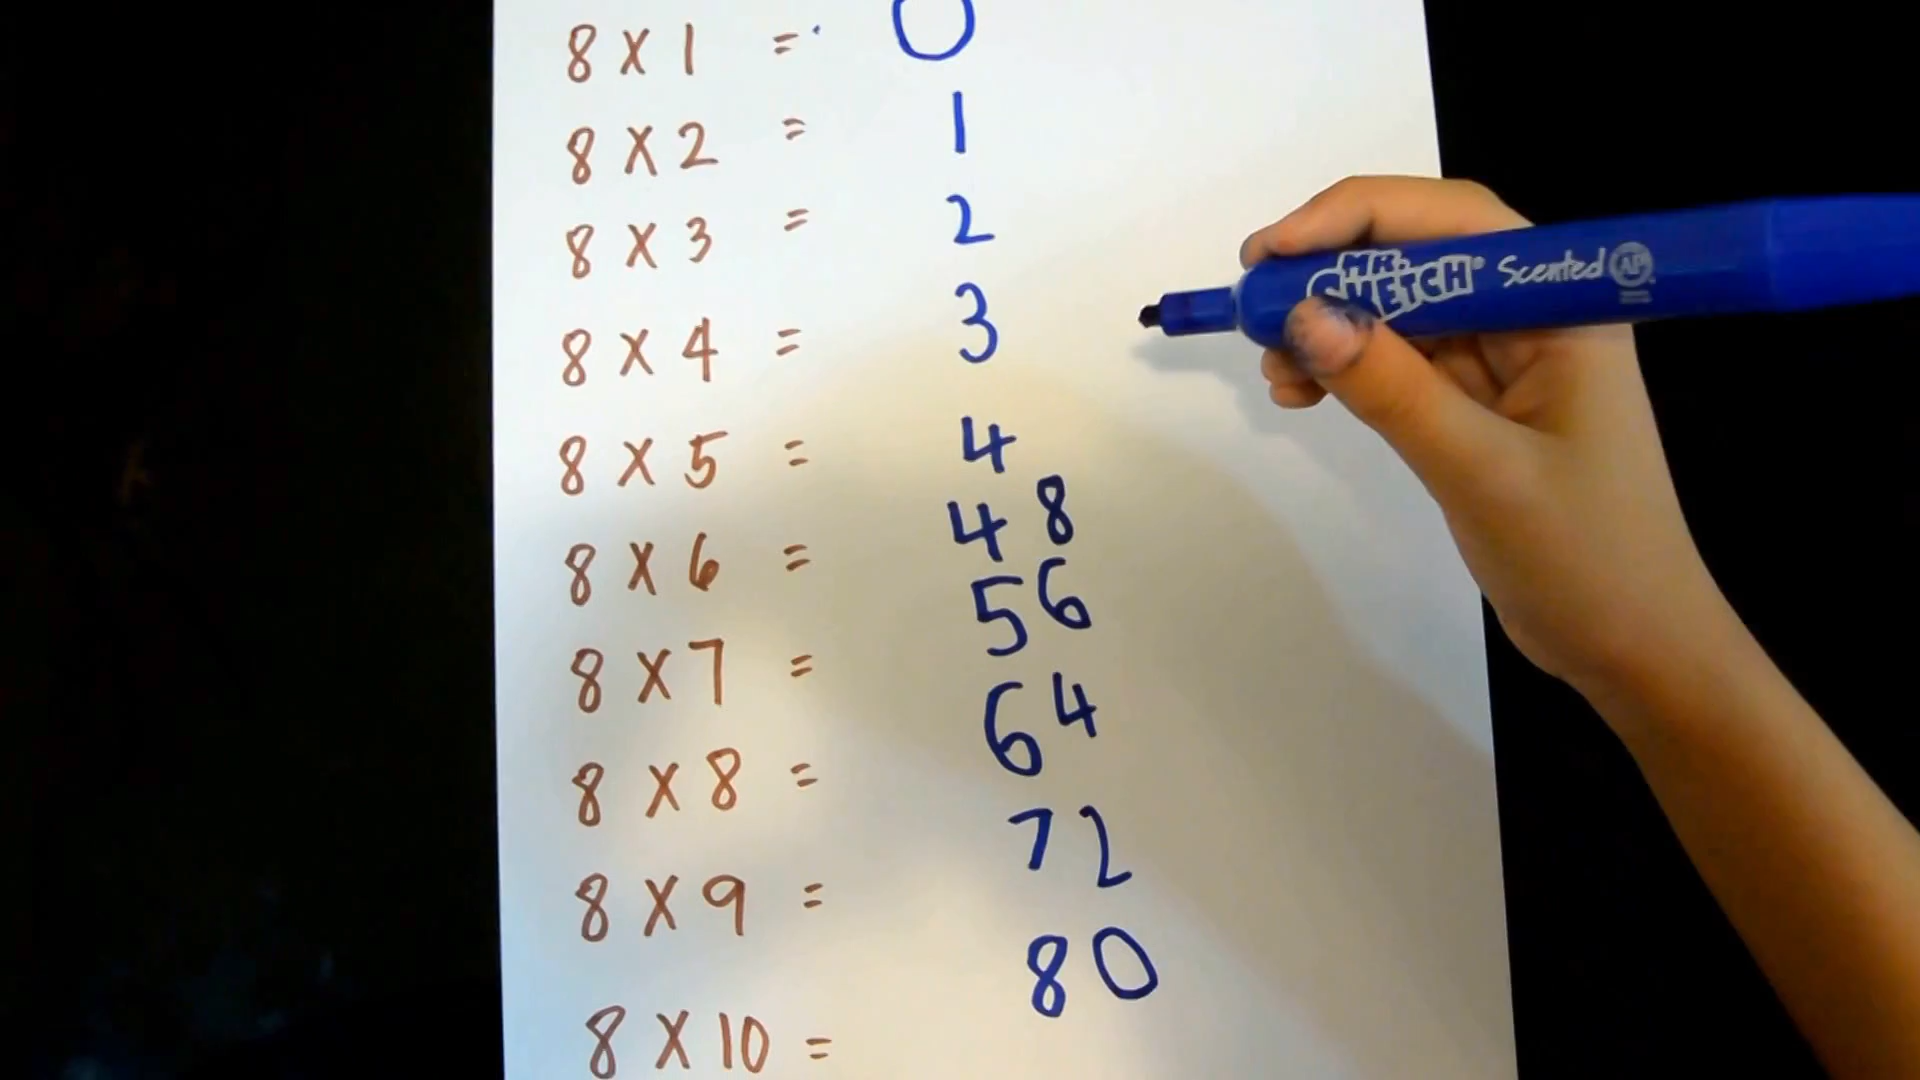 8 X 1 = 0
8 X 2 = 1
8 X 3 = 2
8 X 4 = 3
8 X 5 = 4
8 X 6 = 48
8 X 7 = 56
8 X 8 = 64
8 X 9 = 72
8 X 10 = 80
MR. SKETCH® Scented AP